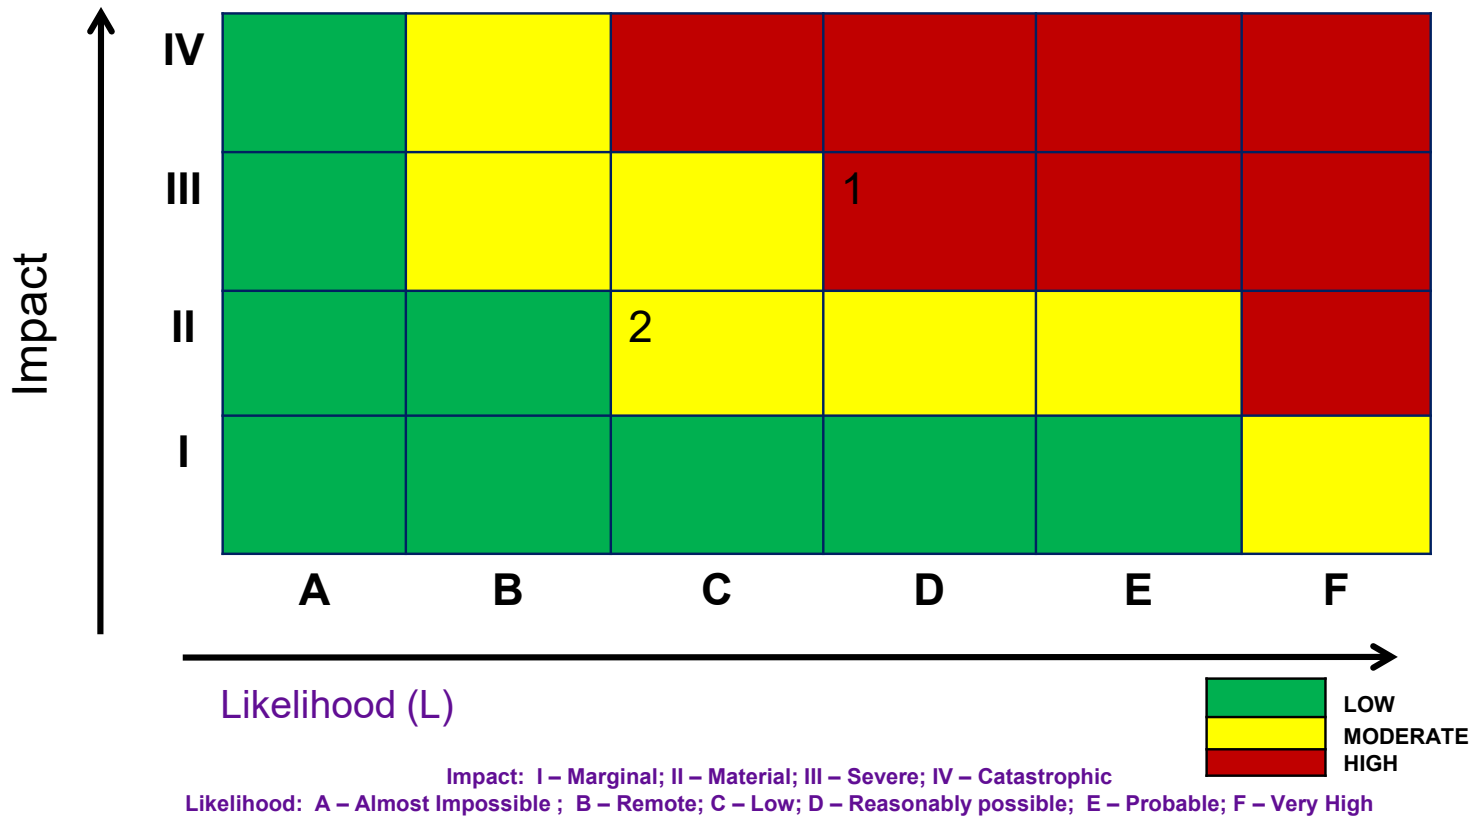 IV
III
1
Impact
II
2
I
A B C D E F
Likelihood (L)
LOW
MODERATE
HIGH
Impact: I – Marginal; II – Material; III – Severe; IV – Catastrophic
Likelihood: A – Almost Impossible ; B – Remote; C – Low; D – Reasonably possible; E – Probable; F – Very High